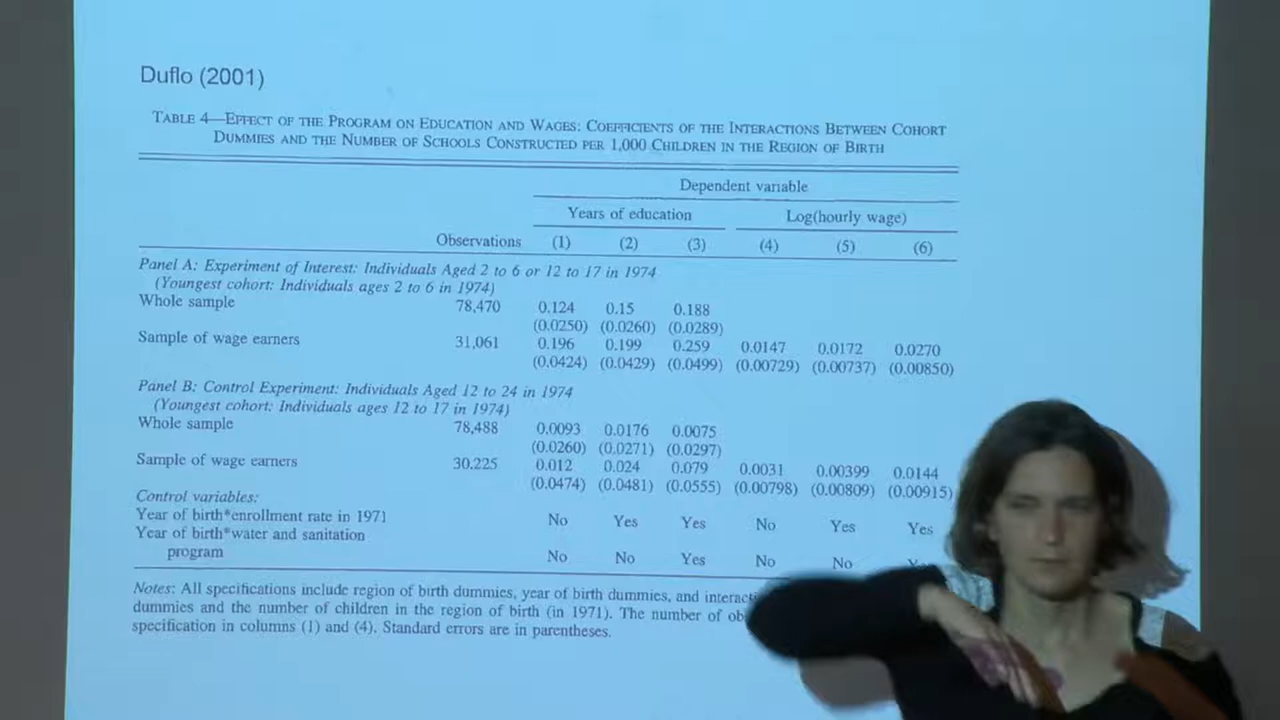 Duflo (2001)
TABLE 4—EFFECT OF THE PROGRAM ON EDUCATION AND WAGES: COEFFICIENTS OF THE INTERACTIONS BETWEEN COHORT
DUMMIES AND THE NUMBER OF SCHOOLS CONSTRUCTED PER 1,000 CHILDREN IN THE REGION OF BIRTH
Dependent variable
Years of education Log(hourly wage)
Observations (1) (2) (3) (4) (5) (6)
Panel A: Experiment of Interest: Individuals Aged 2 to 6 or 12 to 17 in 1974
(Youngest cohort: Individuals ages 2 to 6 in 1974)
Whole sample 78,470 0.124 0.15 0.188
(0.0250) (0.0260) (0.0289)
Sample of wage earners 31,061 0.196 0.199 0.259 0.0147 0.0172 0.0270
(0.0424) (0.0429) (0.0499) (0.00729) (0.00737) (0.00850)
Panel B: Control Experiment: Individuals Aged 12 to 24 in 1974
(Youngest cohort: Individuals ages 12 to 17 in 1974)
Whole sample 78,488 0.0093 0.0176 0.0075
(0.0260) (0.0271) (0.0297)
Sample of wage earners 30.225 0.012 0.024 0.079 0.0031 0.00399 0.0144
(0.0474) (0.0481) (0.0555) (0.00798) (0.00809) (0.00915)
Control variables:
Year of birth*enrollment rate in 1971 No Yes Yes No Yes Yes
Year of birth*water and sanitation
program No No Yes No No
Notes: All specifications include region of birth dummies, year of birth dummies, and
dummies and the number of children in the region of birth (in 1971). The number of
specification in columns (1) and (4). Standard errors are in parentheses.